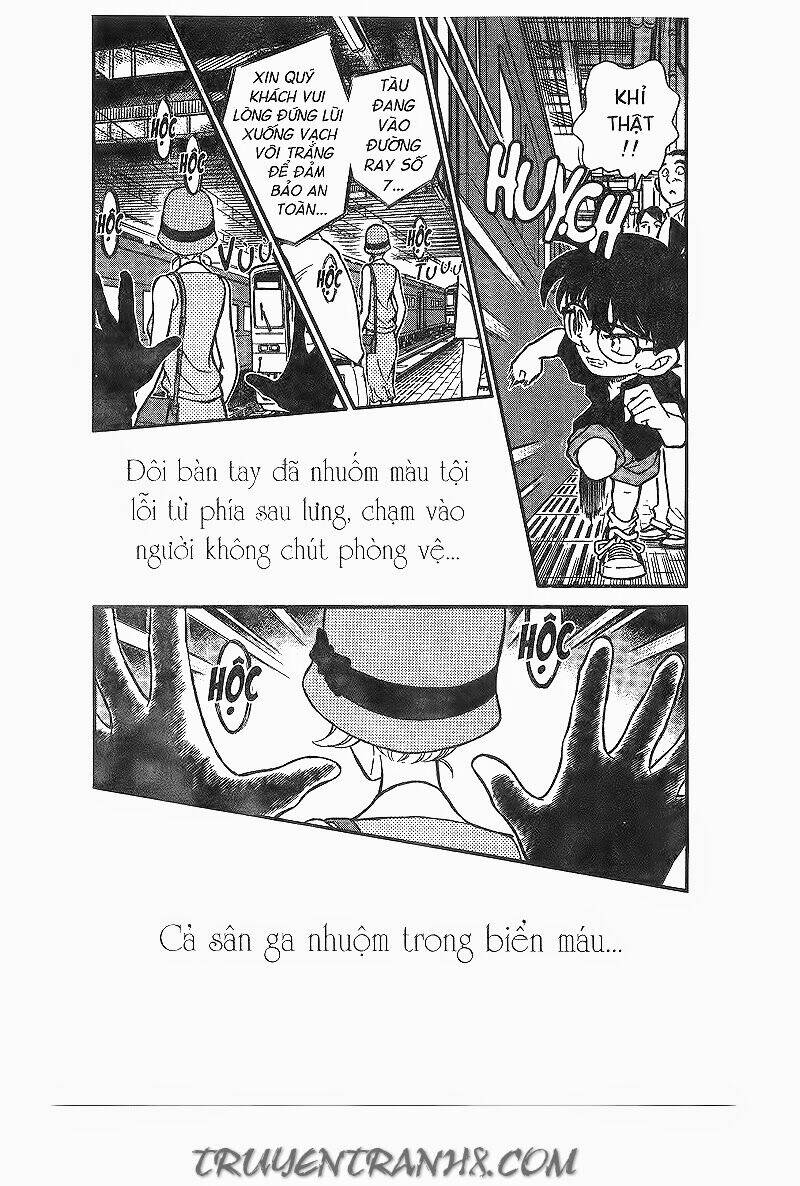 KHỈ
THẬT
!!
HUỴCH
TẦU
ĐANG
VÀO
ĐƯỜNG
RAY SỐ
7...
XIN QUÝ
KHÁCH VUI
LÒNG ĐỨNG LŨI
XUỐNG VẠCH
VÔI TRẮNG
ĐỂ ĐẢM
BẢO AN
TOÀN...
HỘC
TUUU
HỘC
HỘC
HỘC
HỘC
VUUU
Đôi bàn tay đã nhuốm màu tội
lỗi từ phía sau lưng, chạm vào
người không chút phòng vệ...
HỘC
HỘC
Cả sân ga nhuộm trong biển máu...
TRUYENTRANH8.COM